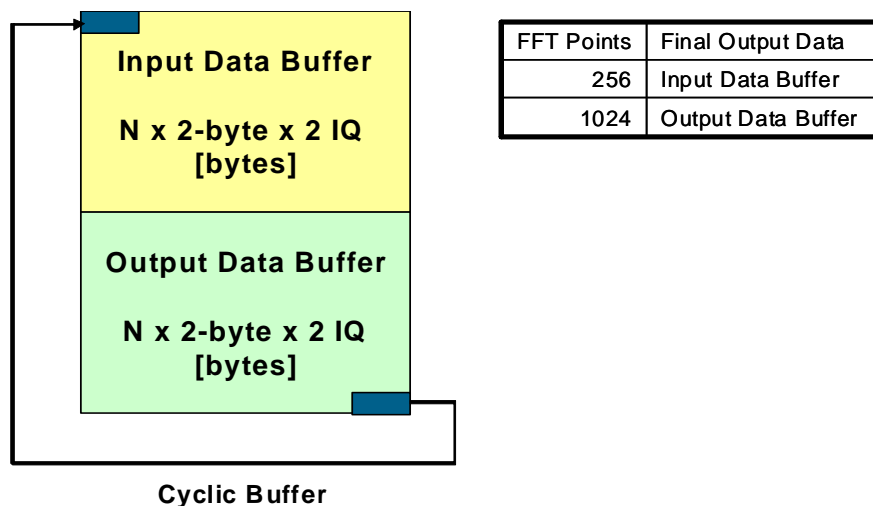 Input Data Buffer
N x 2-byte x 2 IQ
[bytes]
Output Data Buffer
N x 2-byte x 2 IQ
[bytes]
Cyclic Buffer
FFT Points Final Output Data
256 Input Data Buffer
1024 Output Data Buffer